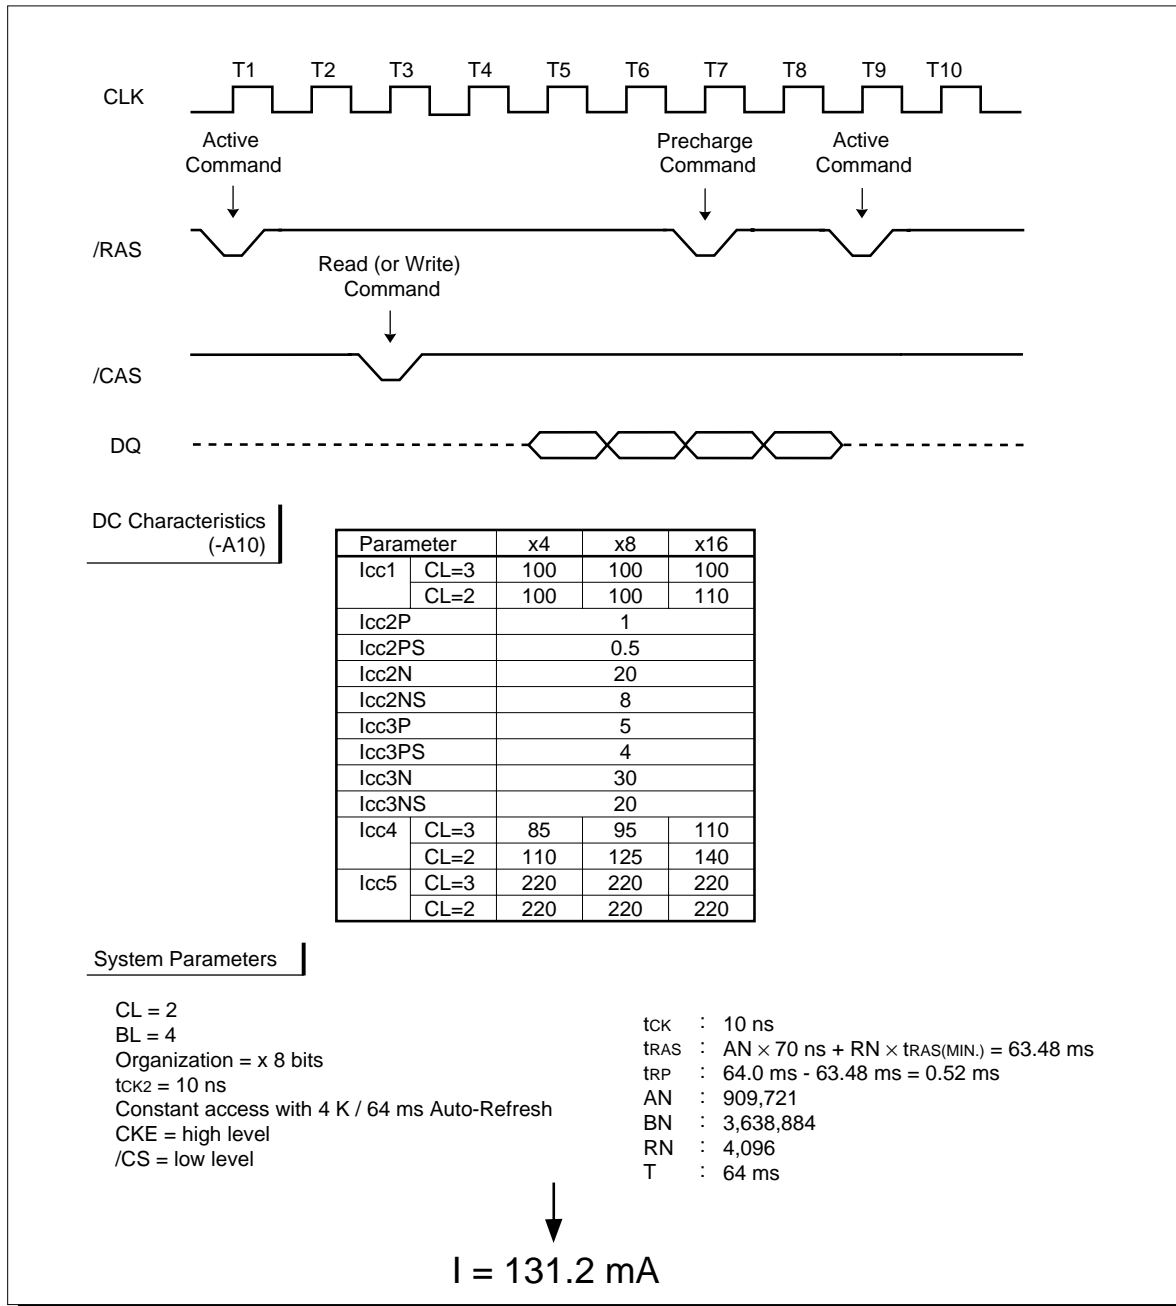 T1 T2 T3 T4 T5 T6 T7 T8 T9 T10
CLK
Active
Command
Precharge
Command
Active
Command
/RAS
Read (or Write)
Command
/CAS
DQ
DC Characteristics
(-A10)
Parameter x4 x8 x16
Icc1 CL=3 100 100 100
CL=2 100 100 110
Icc2P 1
Icc2PS 0.5
Icc2N 20
Icc2NS 8
Icc3P 5
Icc3PS 4
Icc3N 30
Icc3NS 20
Icc4 CL=3 85 95 110
CL=2 110 125 140
Icc5 CL=3 220 220 220
CL=2 220 220 220
System Parameters
CL = 2
BL = 4
Organization = x 8 bits
tCK2 = 10 ns
Constant access with 4 K / 64 ms Auto-Refresh
CKE = high level
/CS = low level
tCK : 10 ns
tRAS : AN × 70 ns + RN × tRAS(MIN.) = 63.48 ms
tRP : 64.0 ms - 63.48 ms = 0.52 ms
AN : 909,721
BN : 3,638,884
RN : 4,096
T : 64 ms
I = 131.2 mA